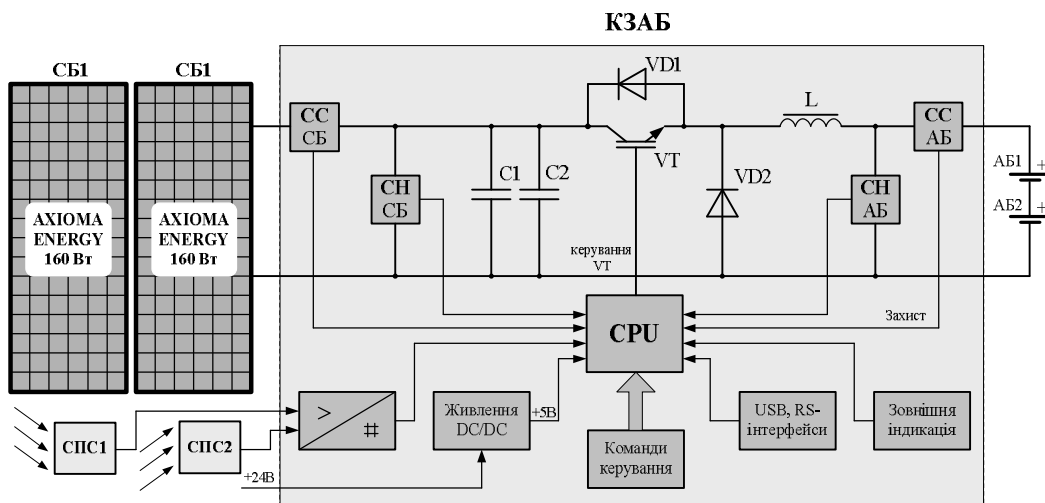 КЗАБ
СБ1
СБ1
AXIOMA
ENERGY
160 Вт
AXIOMA
ENERGY
160 Вт
СС
СБ
СН
СБ
C1
C2
VD1
VT
VD2
L
СС
АБ
СН
АБ
АБ1
+
АБ2
+
керування
VT
CPU
Захист
>
#
Живлення
DC/DC
+5В
Команди
керування
USB, RS-
інтерфейси
Зовнішня
індикація
СПС1
СПС2
+24В